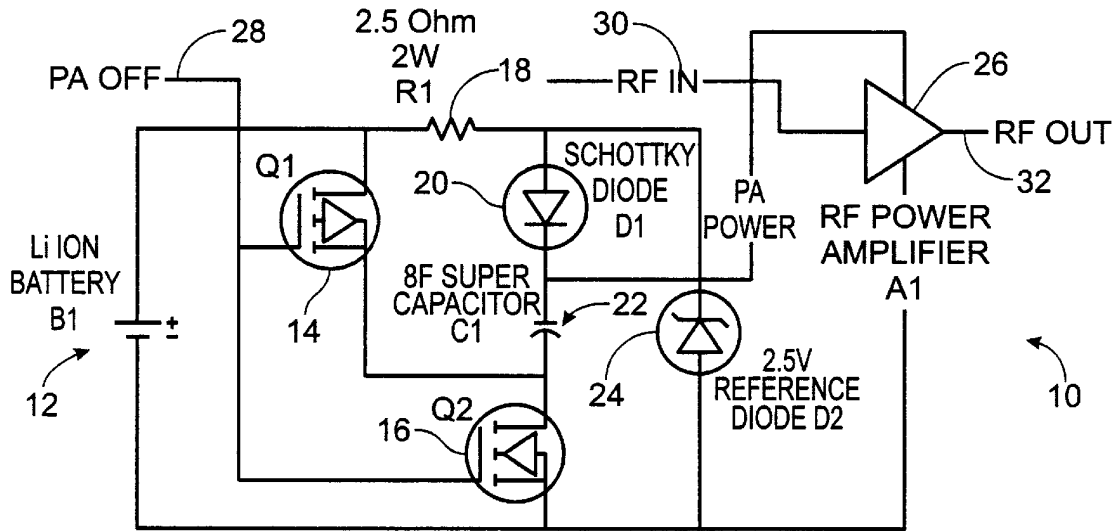 28
PA OFF
2.5 Ohm
2W
R1
18
30
RF IN
26
RF OUT
32
Q1
20
SCHOTTKY
DIODE
D1
PA
POWER
RF POWER
AMPLIFIER
A1
Li ION
BATTERY
B1
+
-
12
14
8F SUPER
CAPACITOR
C1
22
24
2.5V
REFERENCE
DIODE D2
10
Q2
16